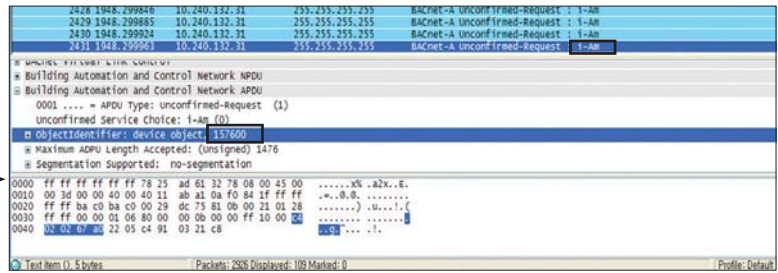 2428 1948.299846 10.240.132.31 255.255.255.255 BACnet-A Unconfirmed-Request : i-Am
2429 1948.299885 10.240.132.31 255.255.255.255 BACnet-A Unconfirmed-Request : i-Am
2430 1948.299924 10.240.132.31 255.255.255.255 BACnet-A Unconfirmed-Request : i-Am
2431 1948.299963 10.240.132.31 255.255.255.255 BACnet-A Unconfirmed-Request : i-Am
BACnet Virtual Link Control
Building Automation and Control Network NPDU
Building Automation and Control Network APDU
0001 .... = APDU Type: Unconfirmed-Request (1)
Unconfirmed Service Choice: i-Am (0)
ObjectIdentifier: device object, 157600
Maximum ADPU Length Accepted: (Unsigned) 1476
Segmentation Supported: no-segmentation
0000 ff ff ff ff ff ff 78 25 ad 61 32 78 08 00 45 00 ......x% .a2x..E.
0010 00 3d 00 00 40 00 40 11 ab a1 0a f0 84 1f ff ff .=..@.@. ........
0020 ff ff ba c0 ba c0 00 29 dc 75 81 0b 00 21 01 28 .......) .u...!.(
0030 ff ff 00 00 01 06 80 00 00 0b 00 00 ff 10 00 c4 ........ ........
0040 02 02 67 a0 22 05 c4 91 03 21 c8 ..g."... .!.
Text item (), 5 bytes Packets: 2926 Displayed: 109 Marked: 0 Profile: Default